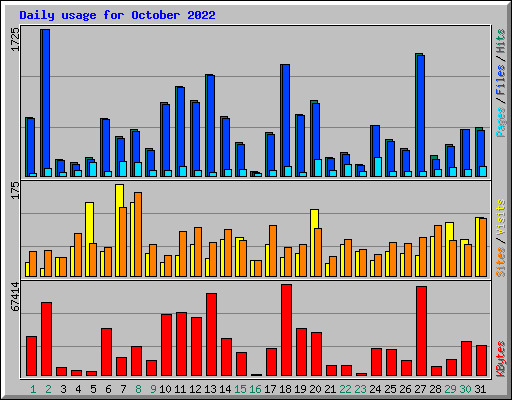 Daily usage for October 2022
1725
Pages / Files / Hits
175
Sites / Visits
67414
KBytes
1 2 3 4 5 6 7 8 9 10 11 12 13 14 15 16 17 18 19 20 21 22 23 24 25 26 27 28 29 30 31